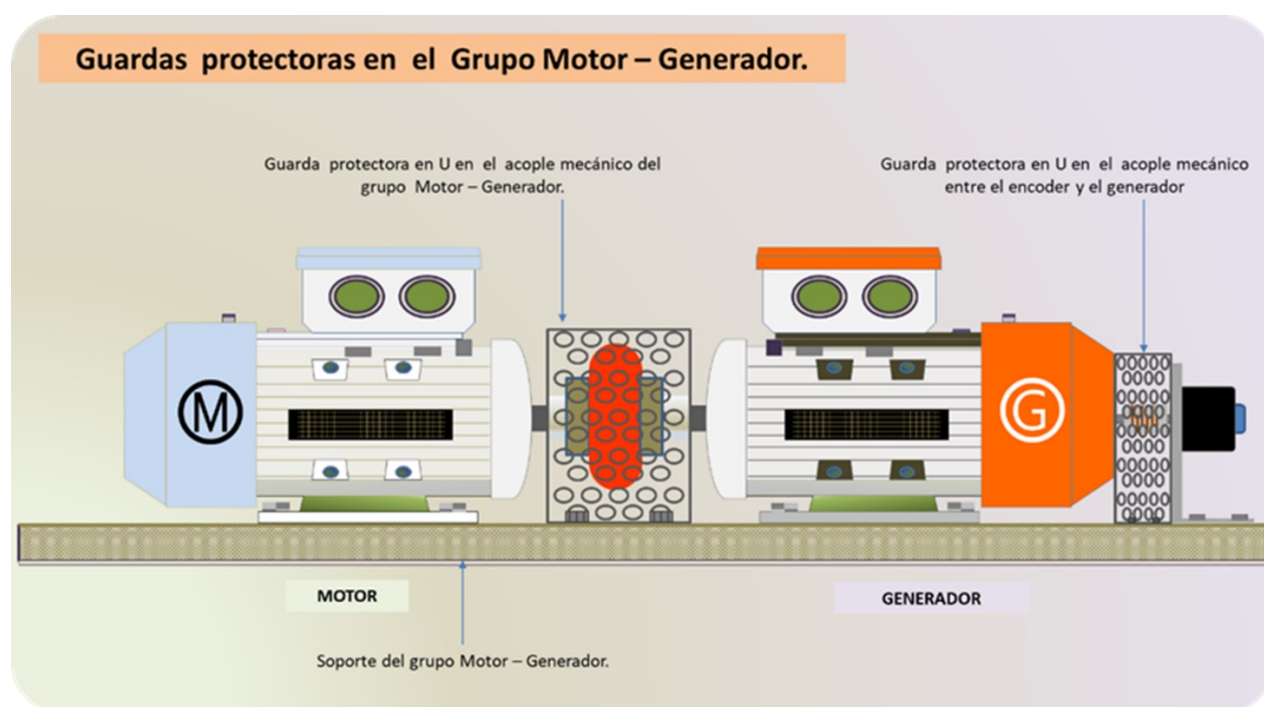 Guardas protectoras en el Grupo Motor – Generador.
Guarda protectora en U en el acople mecánico del
grupo Motor – Generador.
Guarda protectora en U en el acople mecánico
entre el encoder y el generador
M
G
MOTOR
GENERADOR
Soporte del grupo Motor – Generador.